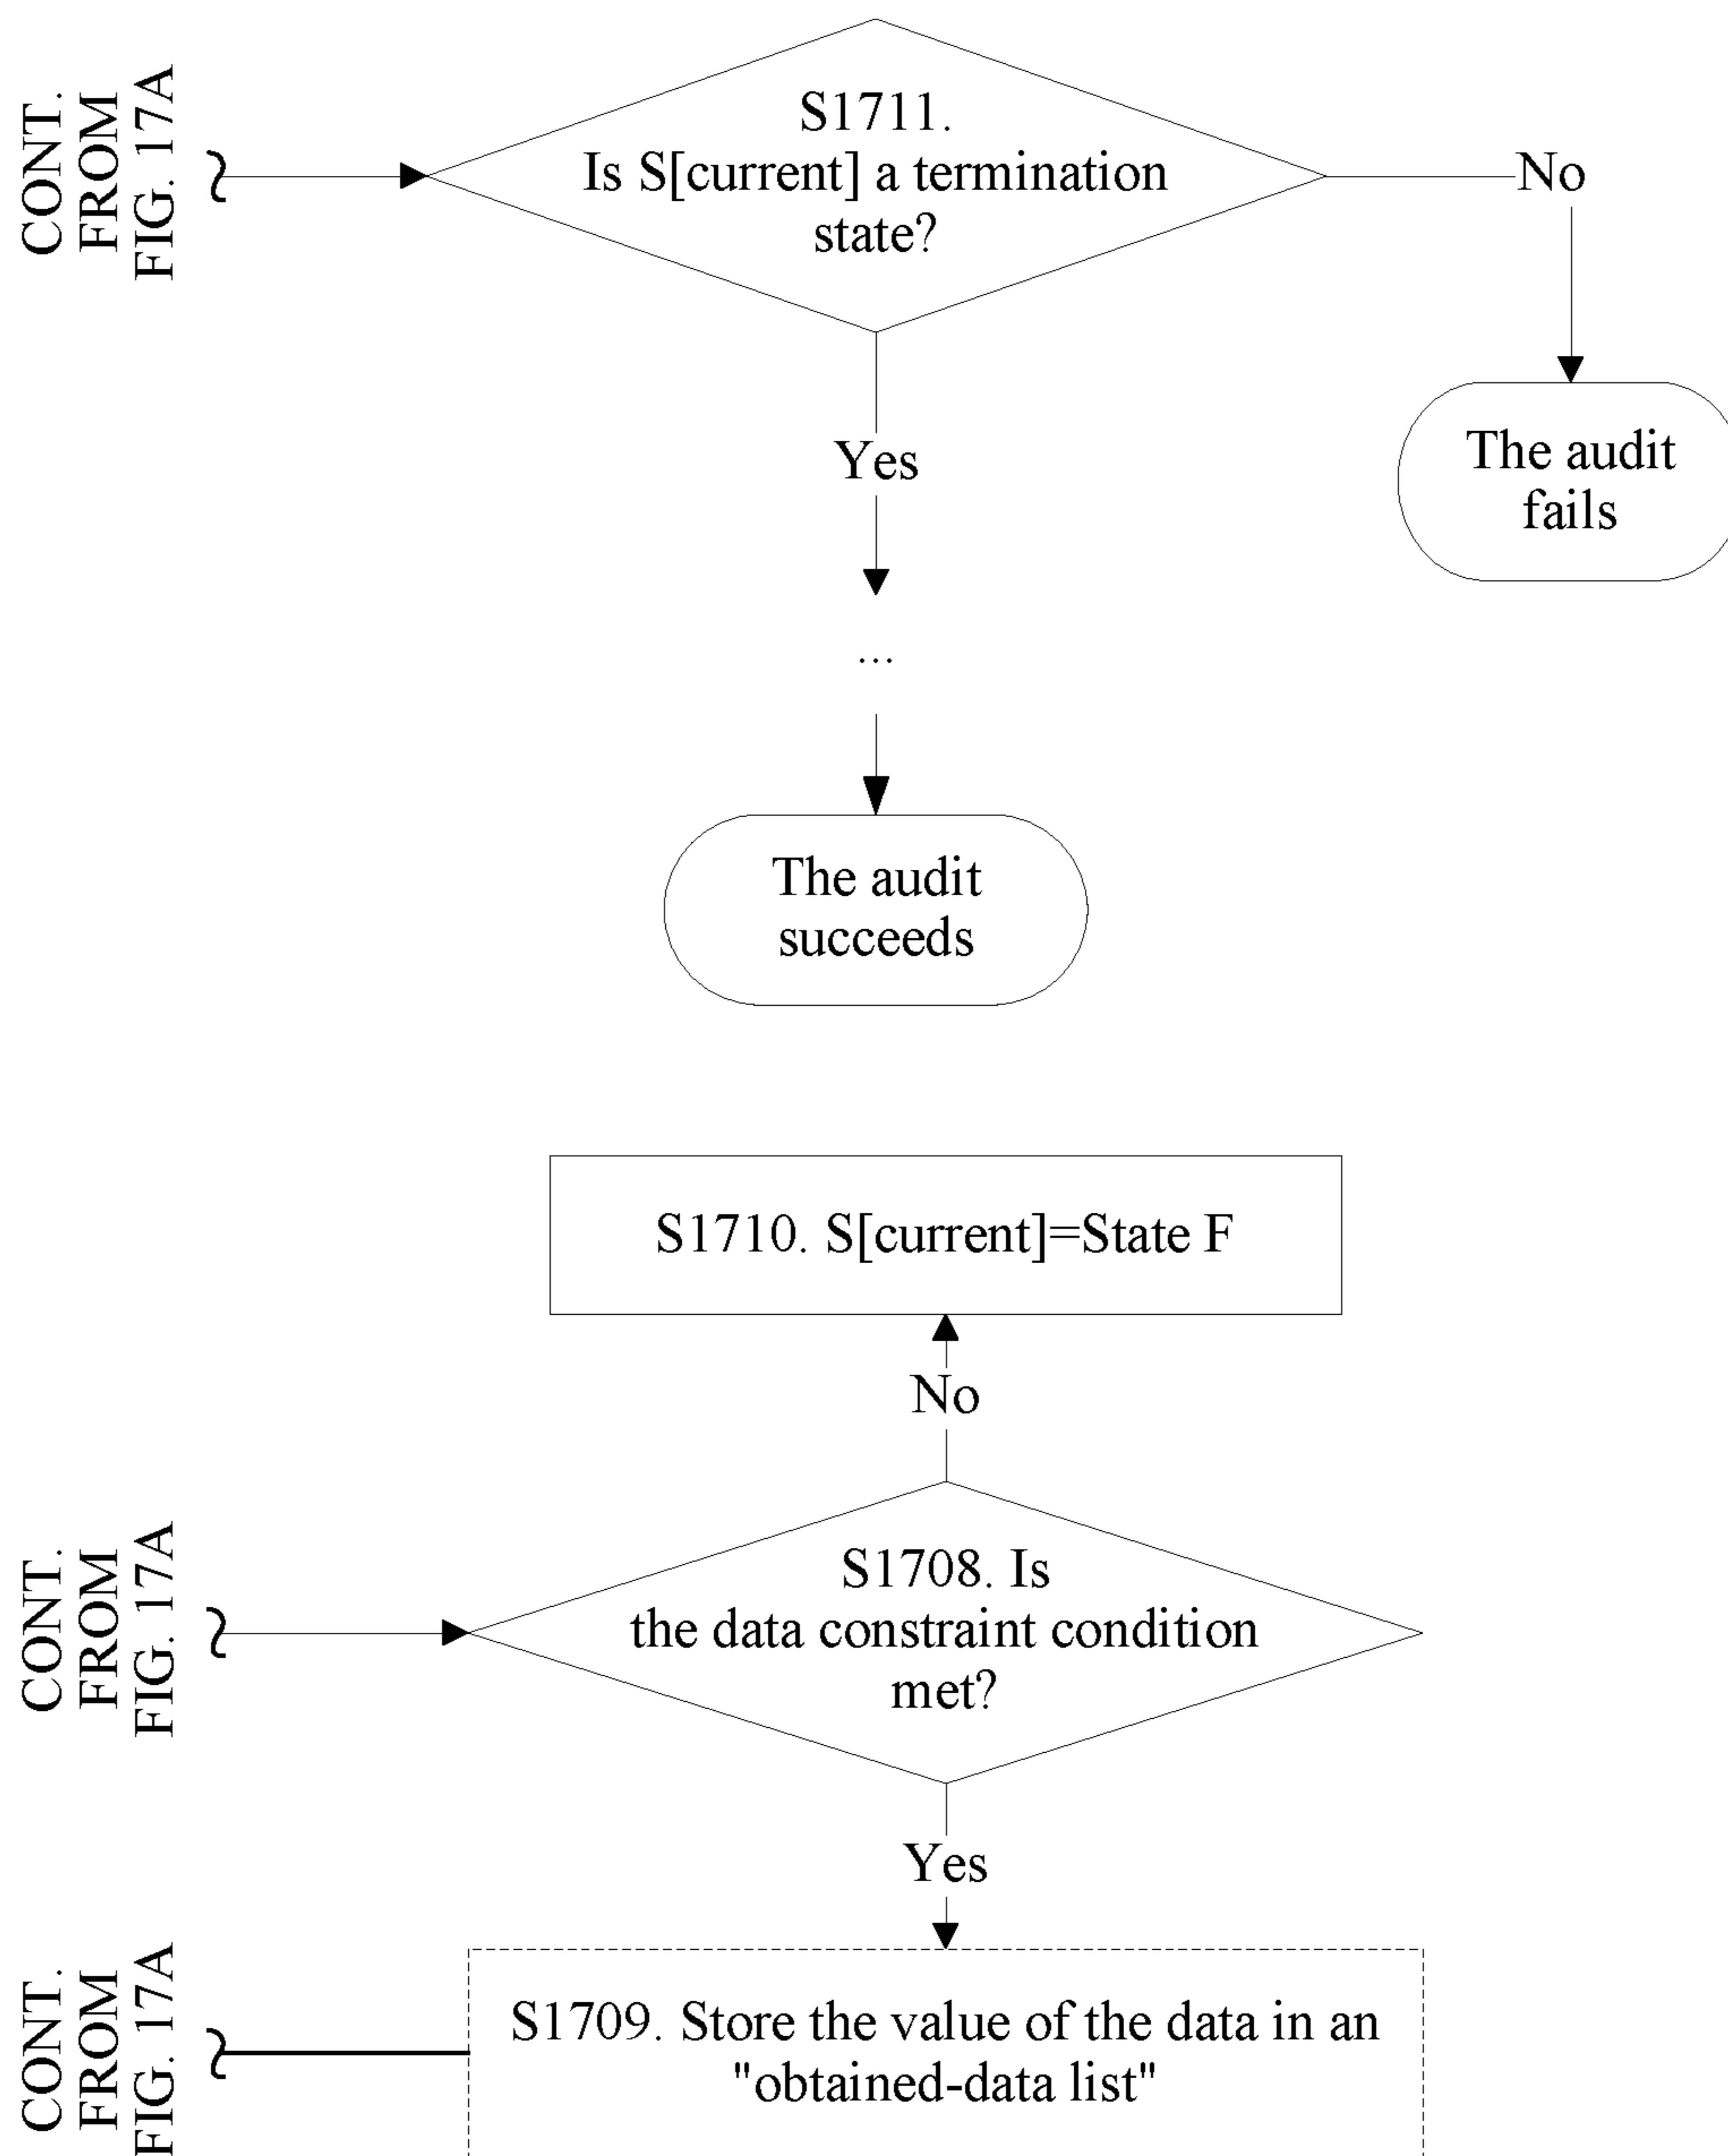 CONT.
FROM
FIG. 17A
S1711.
Is S[current] a termination
state?
No
The audit
fails
Yes
...
The audit
succeeds
S1710. S[current]=State F
No
CONT.
FROM
FIG. 17A
S1708. Is
the data constraint condition
met?
Yes
CONT.
FROM
FIG. 17A
S1709. Store the value of the data in an
"obtained-data list"